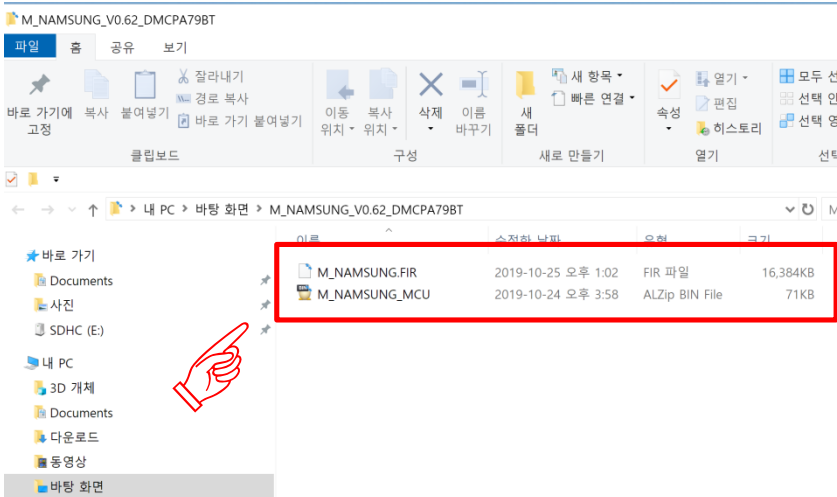 M_NAMSUNG_V0.62_DMCPA79BT
파일 홈 공유 보기
바로 가기에 고정
복사
붙여넣기
잘라내기
경로 복사
바로 가기 붙여넣기
클립보드
이동 위치
복사 위치
삭제
이름 바꾸기
구성
새 폴더
새 항목
빠른 연결
새로 만들기
속성
열기
편집
히스토리
열기
모두 선
선택 안
선택 영
선택
내 PC > 바탕 화면 > M_NAMSUNG_V0.62_DMCPA79BT
이름 수정한 날짜 유형 크기
M_NAMSUNG.FIR 2019-10-25 오후 1:02 FIR 파일 16,384KB
M_NAMSUNG_MCU 2019-10-24 오후 3:58 ALZip BIN File 71KB
바로 가기
Documents
사진
SDHC (E:)
내 PC
3D 개체
Documents
다운로드
동영상
바탕 화면